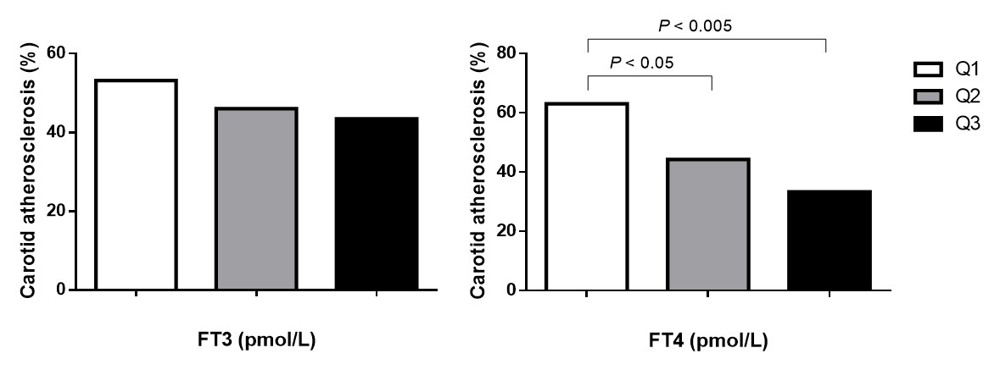 Carotid atherosclerosis (%)
60
40
20
0
FT3 (pmol/L)
Carotid atherosclerosis (%)
80
60
40
20
0
P < 0.005
P < 0.05
FT4 (pmol/L)
Q1
Q2
Q3